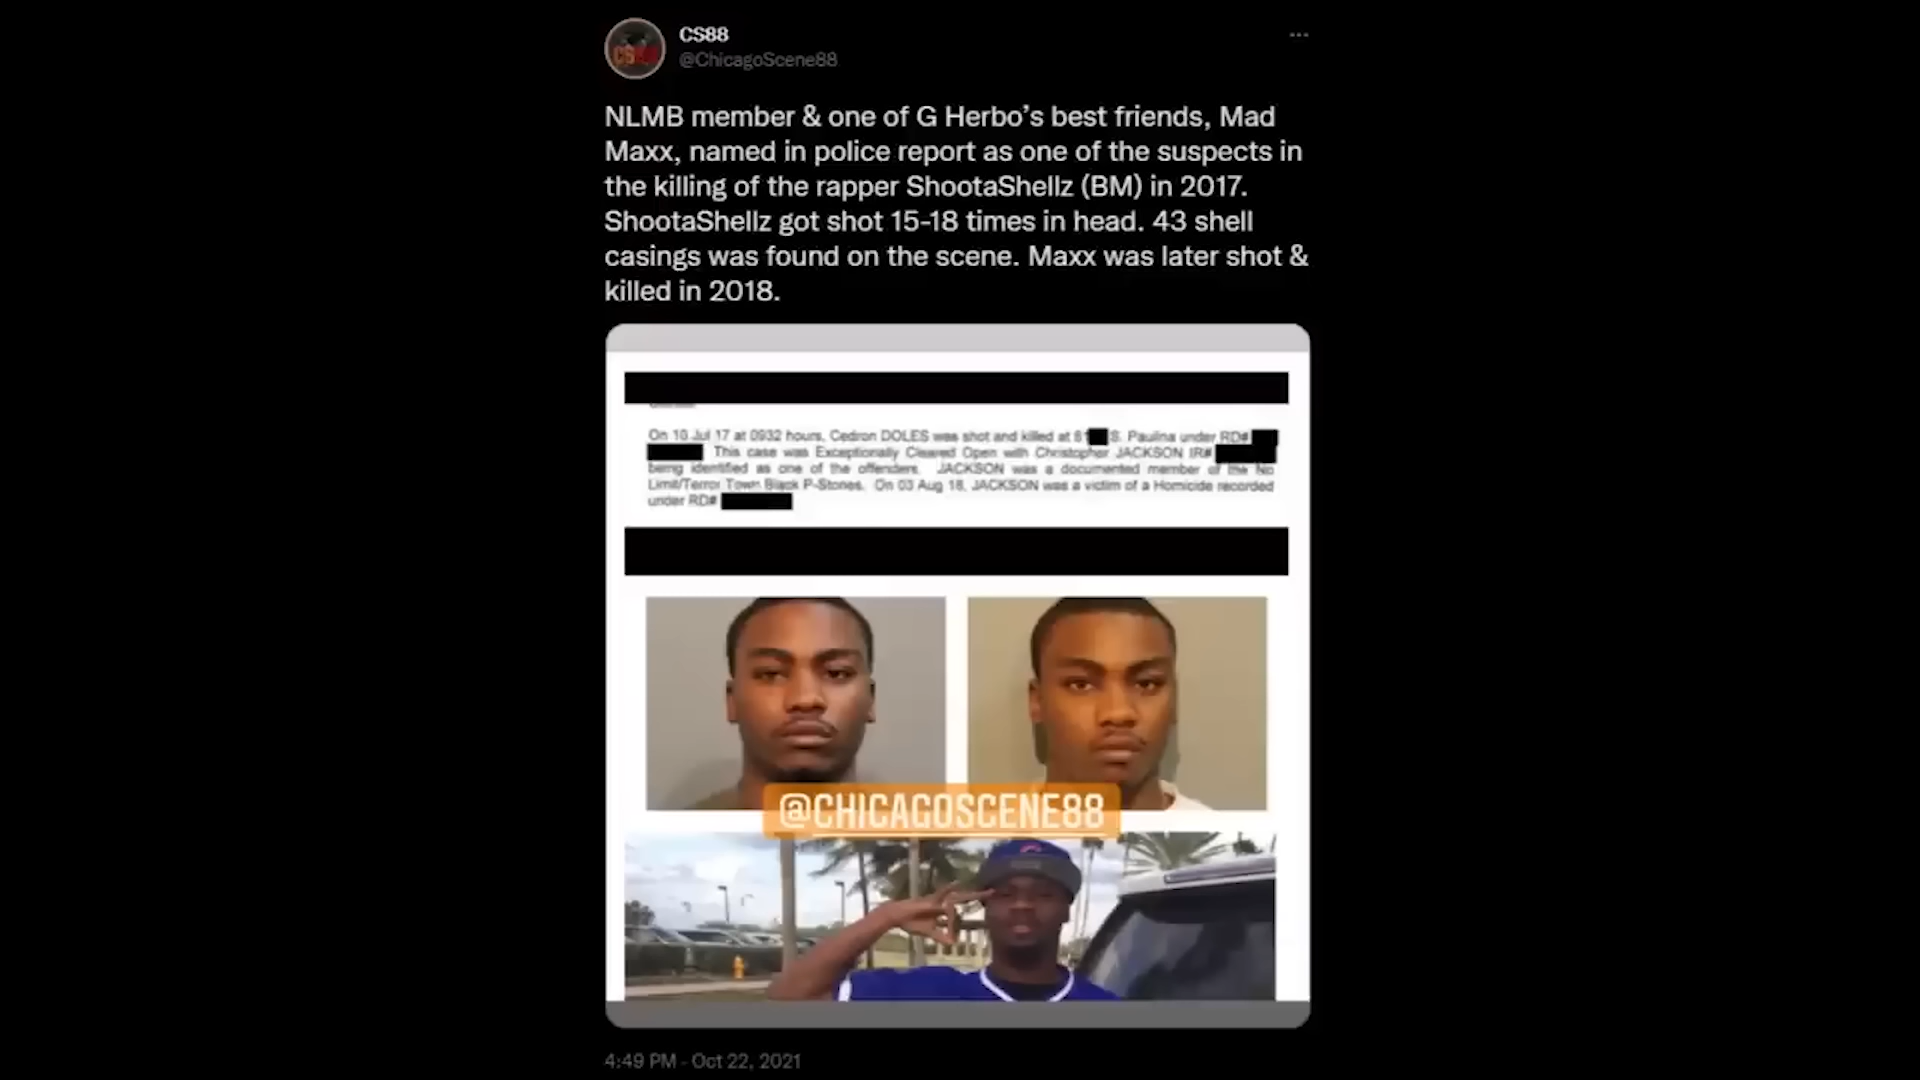 CS88
@ChicagoScene88
NLMB member & one of G Herbo's best friends, Mad
Maxx, named in police report as one of the suspects in
the killing of the rapper ShootaShellz (BM) in 2017.
ShootaShellz got shot 15-18 times in head. 43 shell
casings was found on the scene. Maxx was later shot &
killed in 2018.
On 10 Jul 17 at 0932 hours, Cedron DOLES was shot and killed at 8 S. Paulina under RD#
This case was Exceptionally Cleared Open with Christopher JACKSON IR#
being identified as one of the offenders. JACKSON was a documented member of the No
Limit/Terror Town Black P-Stones. On 03 Aug 18, JACKSON was a victim of a Homicide recorded
under RD#
@CHICAGOSCENE88
4:49 PM - Oct 22, 2021